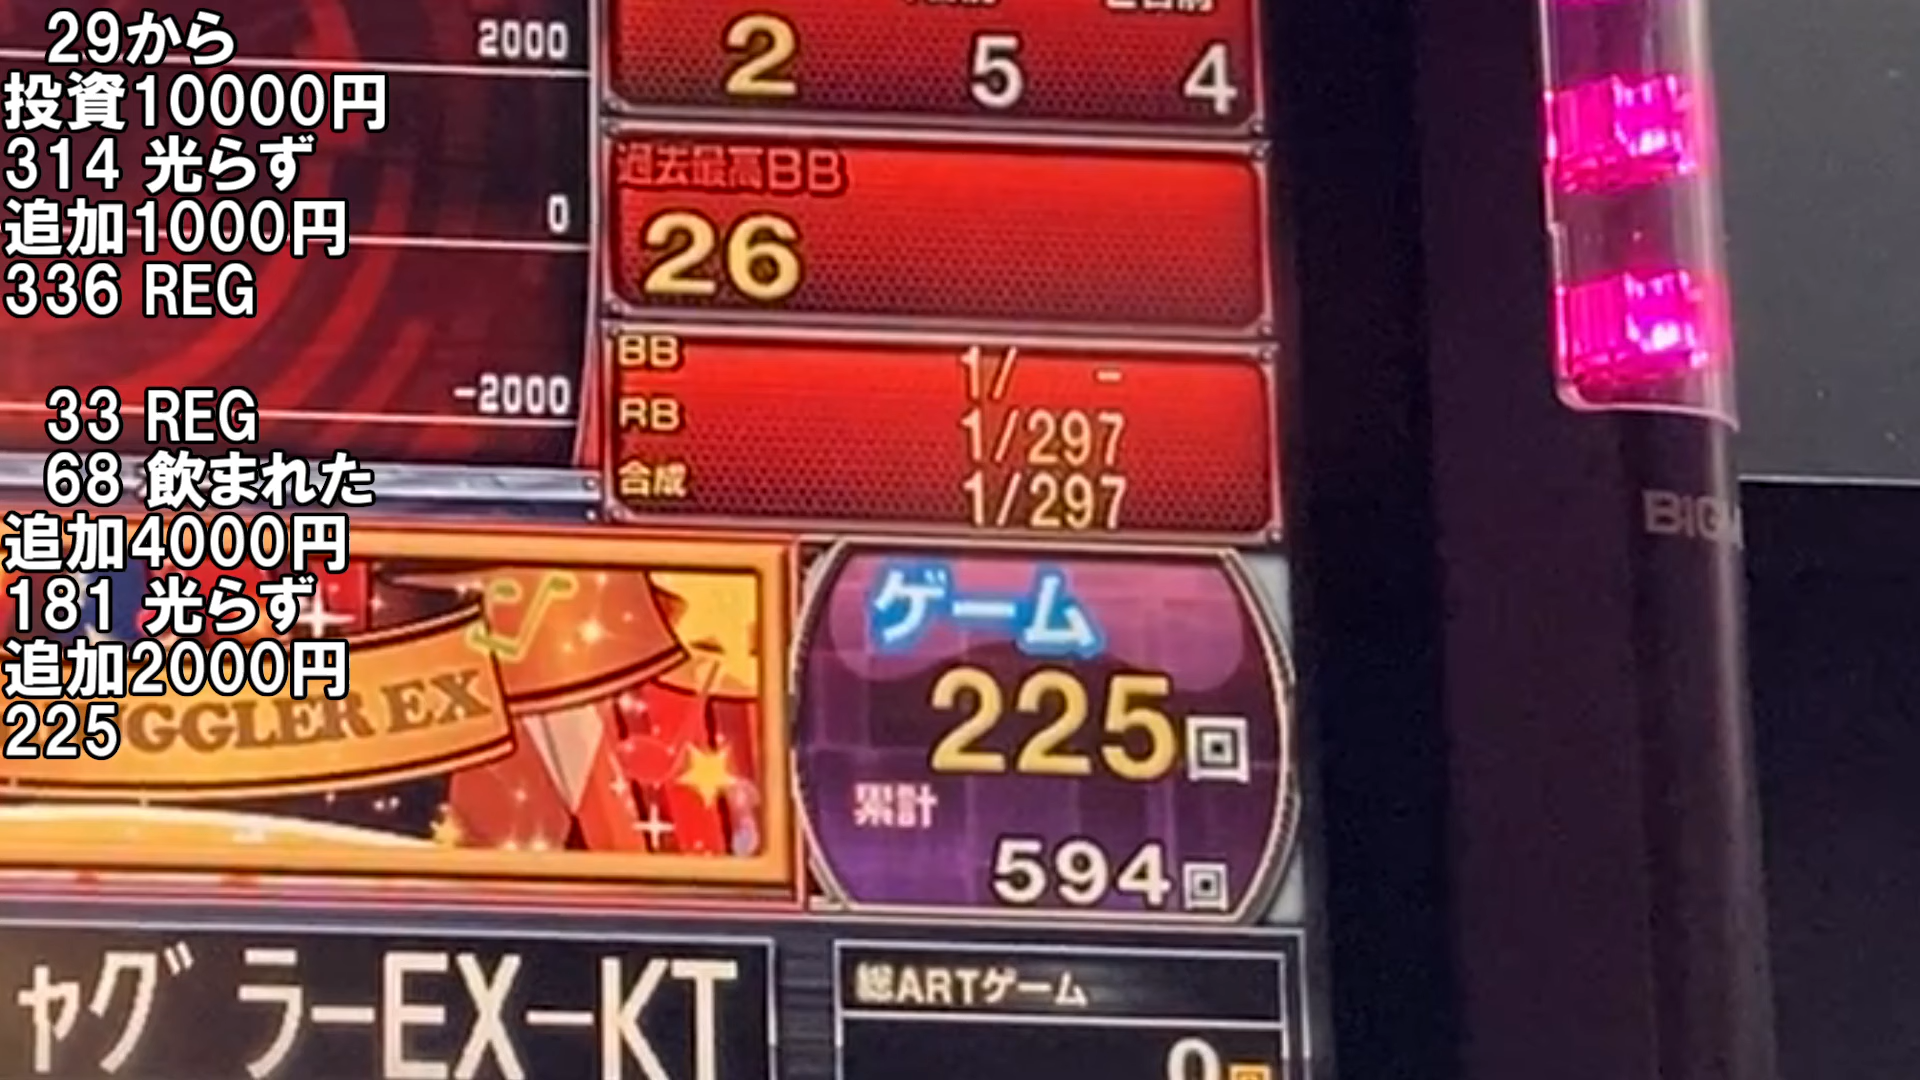 29から
投資10000円
314 光らず
追加1000円
336 REG
33 REG
68 飲まれた
追加4000円
181 光らず
追加2000円
225
2000
0
-2000
2 5 4
過去最高BB
26
BB 1/ -
RB 1/297
合成 1/297
GGLER EX
ゲーム
225回
累計
594回
ャグラーEX-KT
総ARTゲーム
0回
BIG